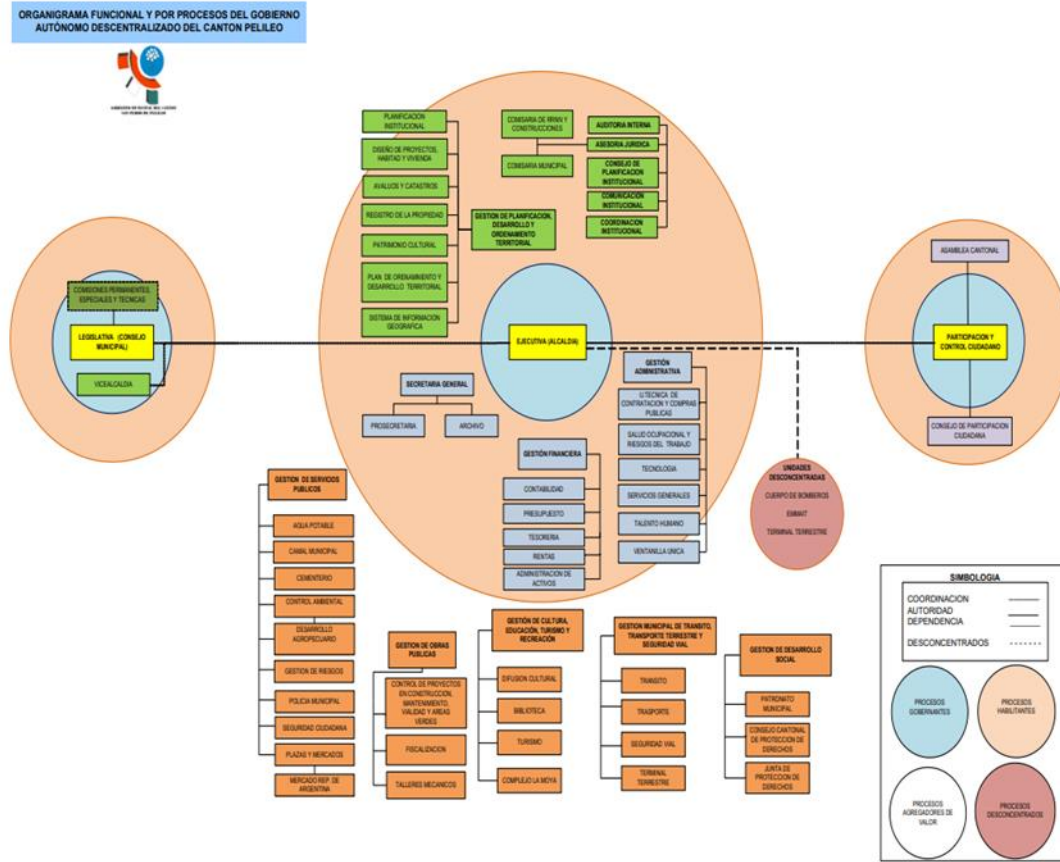 ORGANIGRAMA FUNCIONAL Y POR PROCESOS DEL GOBIERNO
AUTÓNOMO DESCENTRALIZADO DEL CANTON PELILEO
PLANIFICACION
INSTITUCIONAL
DISEÑO DE PROYECTOS,
HABITAD Y VIVIENDA
AVALUOS Y CATASTROS
REGISTRO DE LA PROPIEDAD
PATRIMONIO CULTURAL
PLAN DE ORDENAMIENTO Y
DESARROLLO TERRITORIAL
SISTEMA DE INFORMACION
GEOGRAFICA
GESTION DE PLANIFICACION,
DESARROLLO Y
ORDENAMIENTO
TERRITORIAL
COMISARIA DE RRNN Y
CONSTRUCCIONES
COMISARIA MUNICIPAL
AUDITORIA INTERNA
ASESORIA JURIDICA
CONSEJO DE
PLANIFICACION
INSTITUCIONAL
COMUNICACIÓN
INSTITUCIONAL
COORDINACION
INSTITUCIONAL
COMISIONES PERMANENTES,
ESPECIALES Y TECNICAS
LEGISLATIVA (CONSEJO
MUNICIPAL)
VICEALCALDIA
EJECUTIVA (ALCALDIA)
ASAMBLEA CANTONAL
PARTICIPACION Y
CONTROL CIUDADANO
CONSEJO DE PARTICIPACION
CIUDADANA
SECRETARIA GENERAL
PROSECRETARIA
ARCHIVO
GESTIÓN FINANCIERA
CONTABILIDAD
PRESUPUESTO
TESORERIA
RENTAS
ADMINISTRACION DE
ACTIVOS
GESTIÓN
ADMINISTRATIVA
U.TECNICA DE
CONTRATACION Y COMPRAS
PUBLICAS
SALUD OCUPACIONAL Y
RIESGOS DEL TRABAJO
TECNOLOGIA
SERVICIOS GENERALES
TALENTO HUMANO
VENTANILLA UNICA
UNIDADES
DESCONCENTRADAS
CUERPO DE BOMBEROS
EMMAIT
TERMINAL TERRESTRE
GESTION DE SERVICIOS
PUBLICOS
AGUA POTABLE
CAMAL MUNICIPAL
CEMENTERIO
CONTROL AMBIENTAL
DESARROLLO
AGROPECUARIO
GESTION DE RIESGOS
POLICIA MUNICIPAL
SEGURIDAD CIUDADANA
PLAZAS Y MERCADOS
MERCADO REP. DE
ARGENTINA
GESTION DE OBRAS
PUBLICAS
CONTROL DE PROYECTOS
EN CONSTRUCCION,
MANTENIMIENTO,
VIALIDAD Y AREAS
VERDES
FISCALIZACION
TALLERES MECANICOS
GESTIÓN DE CULTURA,
EDUCACIÓN, TURISMO Y
RECREACIÓN
DIFUSION CULTURAL
BIBLIOTECA
TURISMO
COMPLEJO LA MOYA
GESTION MUNICIPAL DE TRANSITO,
TRANSPORTE TERRESTRE Y
SEGURIDAD VIAL
TRANSITO
TRASPORTE
SEGURIDAD VIAL
TERMINAL
TERRESTRE
GESTION DE DESARROLLO
SOCIAL
PATRONATO
MUNICIPAL
CONSEJO CANTONAL
DE PROTECCION DE
DERECHOS
JUNTA DE
PROTECCION DE
DERECHOS
SIMBOLOGIA
COORDINACION
AUTORIDAD
DEPENDENCIA
DESCONCENTRADOS
PROCESOS
GOBERNANTES
PROCESOS
HABILITANTES
PROCESOS
AGREGADORES DE
VALOR
PROCESOS
DESCONCENTRADOS